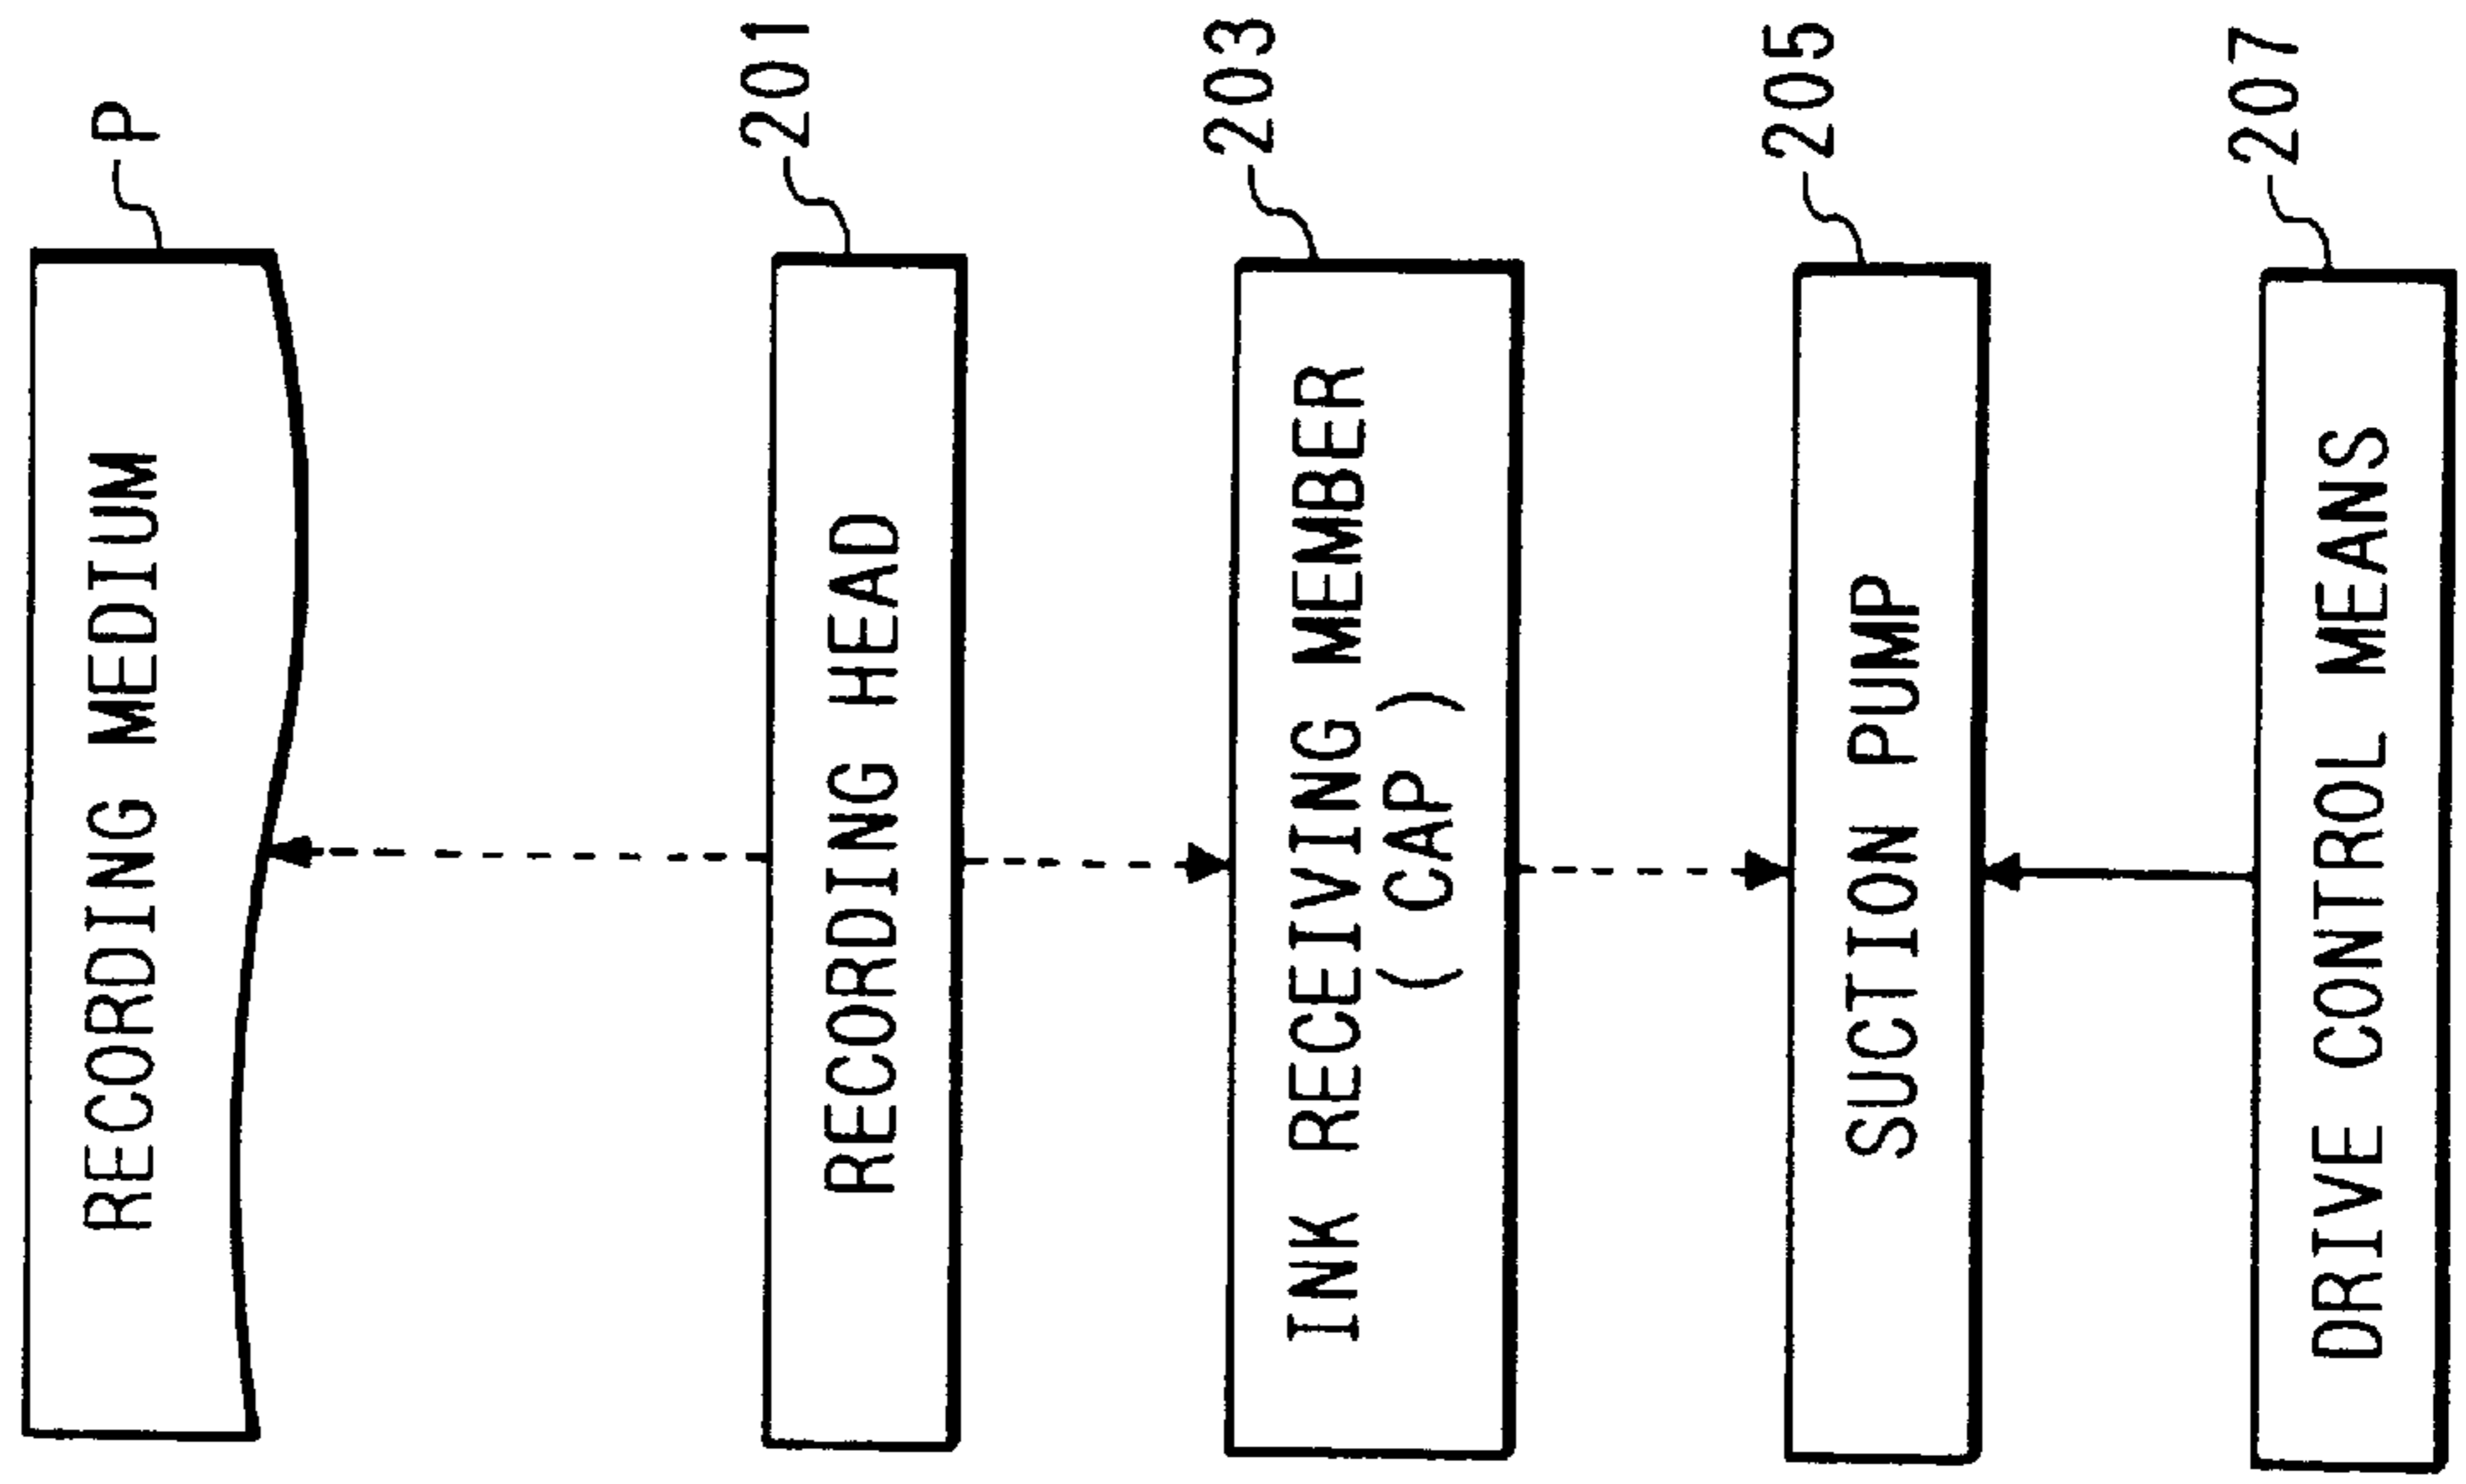 RECORDING MEDIUM
P
RECORDING HEAD
201
INK RECEIVING MEMBER
( CAP )
203
SUCTION PUMP
205
DRIVE CONTROL MEANS
207